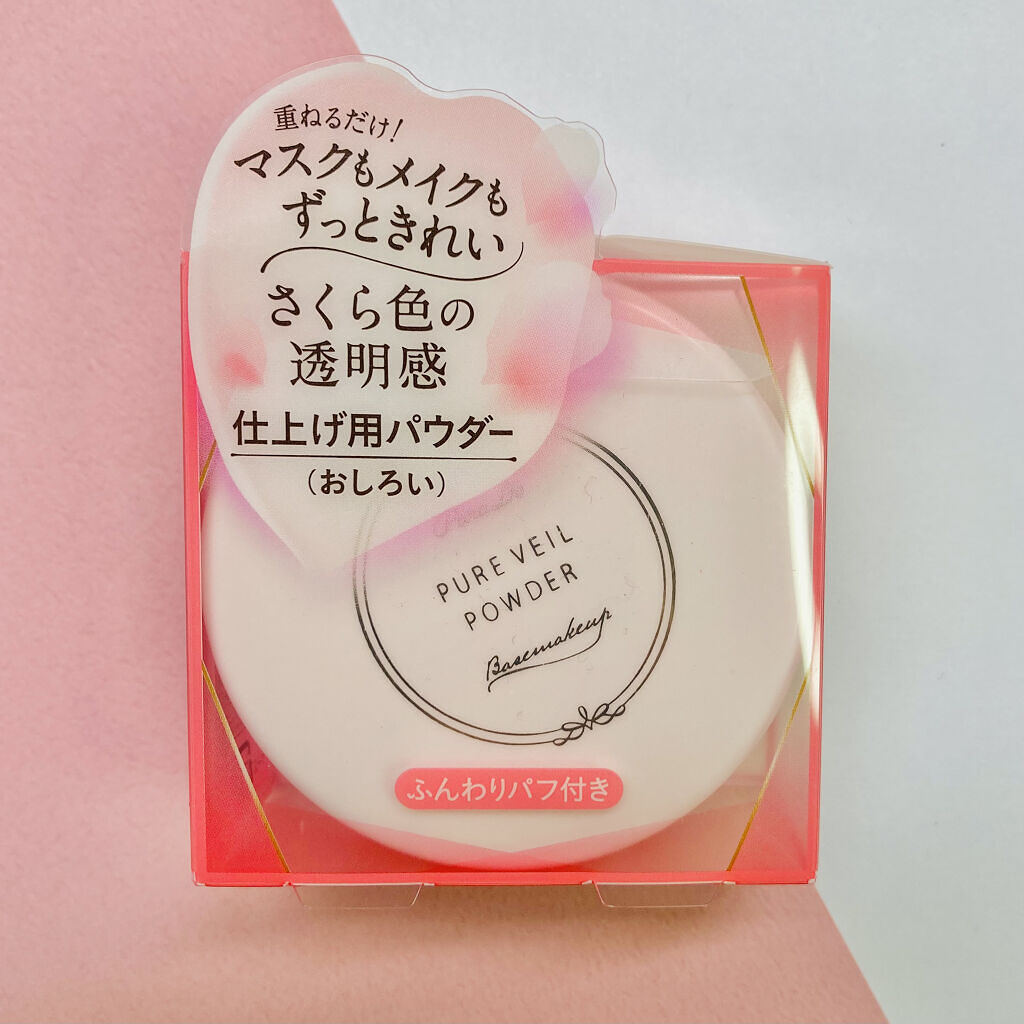 重ねるだけ!
マスクもメイクも
ずっときれい
さくら色の
透明感
仕上げ用パウダー
(おしろい)
PURE VEIL
POWDER
Basemakeup
ふんわりパフ付き